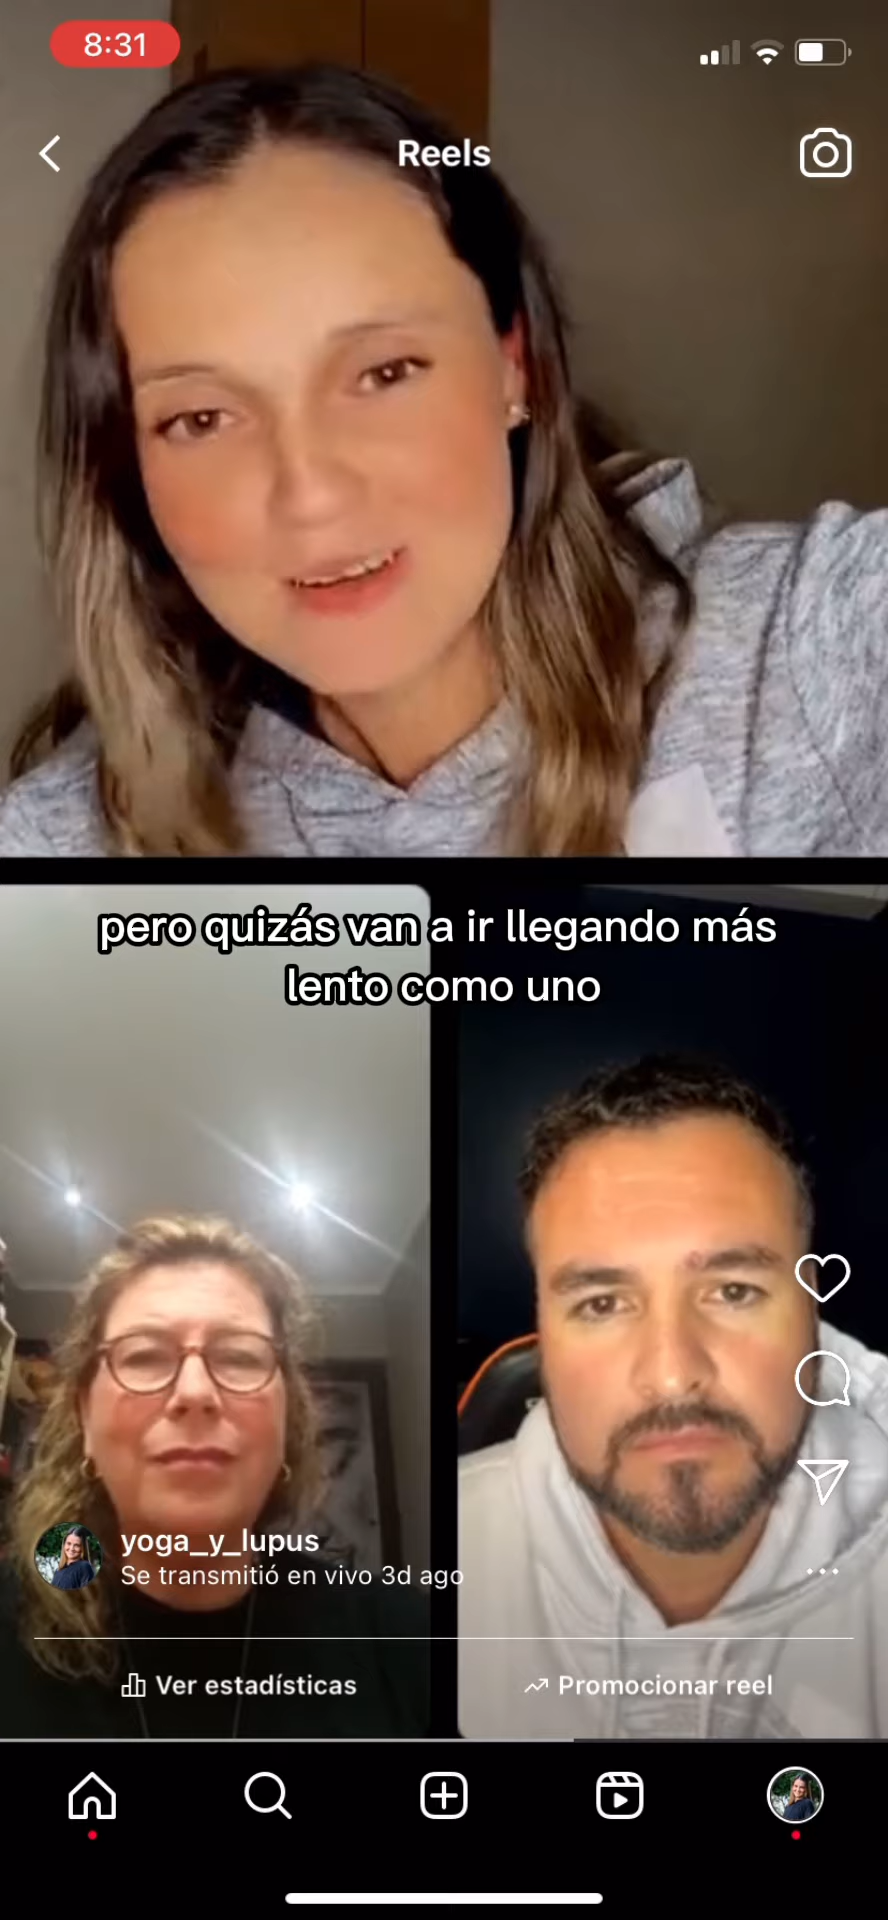 8:31
Reels
pero quizás van a ir llegando más
lento como uno
yoga_y_lupus
Se transmitió en vivo 3d ago
Ver estadísticas
Promocionar reel